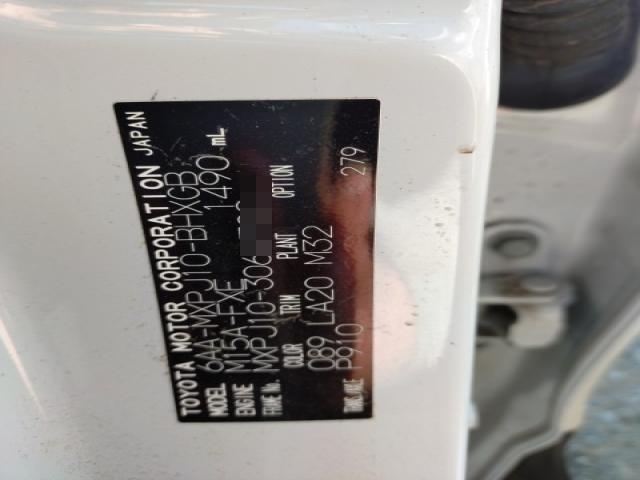 TOYOTA MOTOR CORPORATION JAPAN
MODEL 6AA-MXPJ10-BHXGB
ENGINE M15A-FXE 1490 mL
FRAME No. MXPJ10-306
COLOR TRIM PLANT OPTION
089 LA20 M32
TRANS./AXLE P910 279